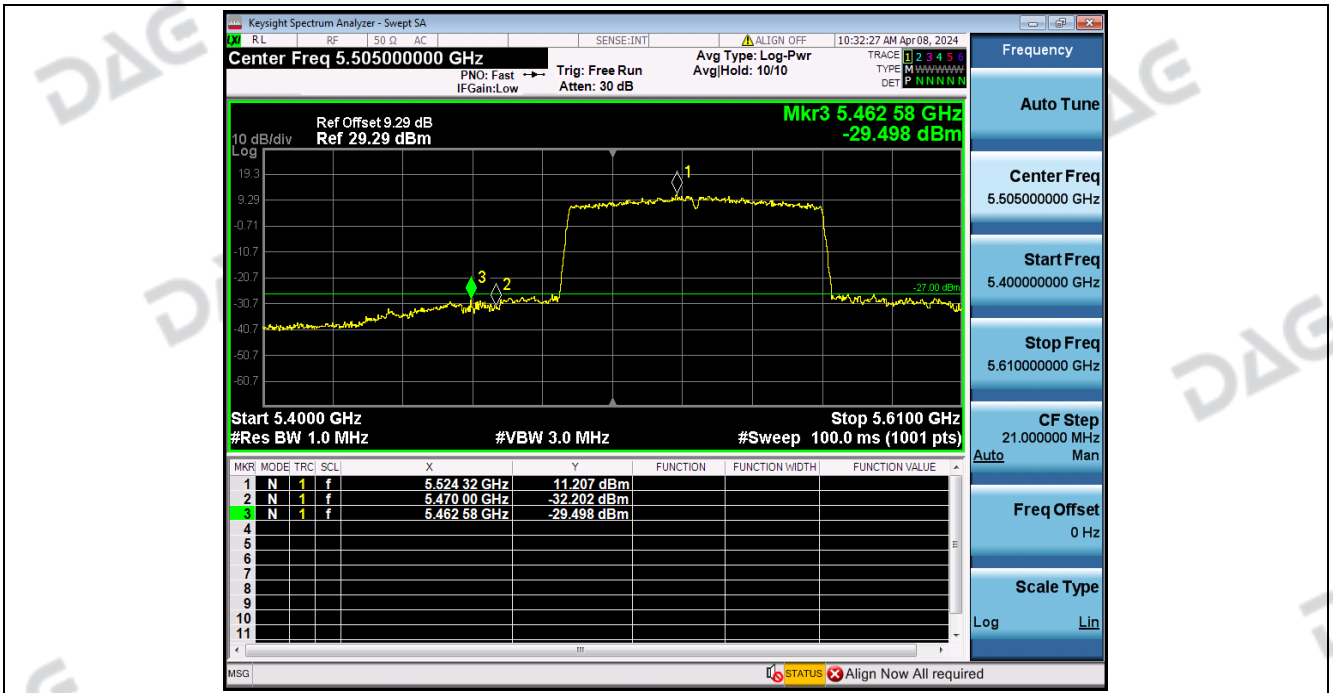 DAG
DAG
DAG
DAG
Keysight Spectrum Analyzer - Swept SA
LXI RL RF 50 Ω AC SENSE:INT ALIGN OFF 10:32:27 AM Apr 08, 2024
Center Freq 5.505000000 GHz
PNO: Fast
IFGain:Low
Trig: Free Run
Atten: 30 dB
Avg Type: Log-Pwr
Avg|Hold: 10/10
TRACE 1 2 3 4 5 6
TYPE M W W W W W
DET P N N N N N
Mkr3 5.462 58 GHz
-29.498 dBm
Ref Offset 9.29 dB
10 dB/div Ref 29.29 dBm
Log
19.3
9.29
-0.71
-10.7
-20.7
-30.7
-40.7
-50.7
-60.7
1
3
2
-27.00 dBm
Start 5.4000 GHz Stop 5.6100 GHz
#Res BW 1.0 MHz #VBW 3.0 MHz #Sweep 100.0 ms (1001 pts)
MKR MODE TRC SCL X Y FUNCTION FUNCTION WIDTH FUNCTION VALUE
1 N 1 f 5.524 32 GHz 11.207 dBm
2 N 1 f 5.470 00 GHz -32.202 dBm
3 N 1 f 5.462 58 GHz -29.498 dBm
4
5
6
7
8
9
10
11
MSG STATUS Align Now All required
Frequency
Auto Tune
Center Freq
5.505000000 GHz
Start Freq
5.400000000 GHz
Stop Freq
5.610000000 GHz
CF Step
21.000000 MHz
Auto Man
Freq Offset
0 Hz
Scale Type
Log Lin